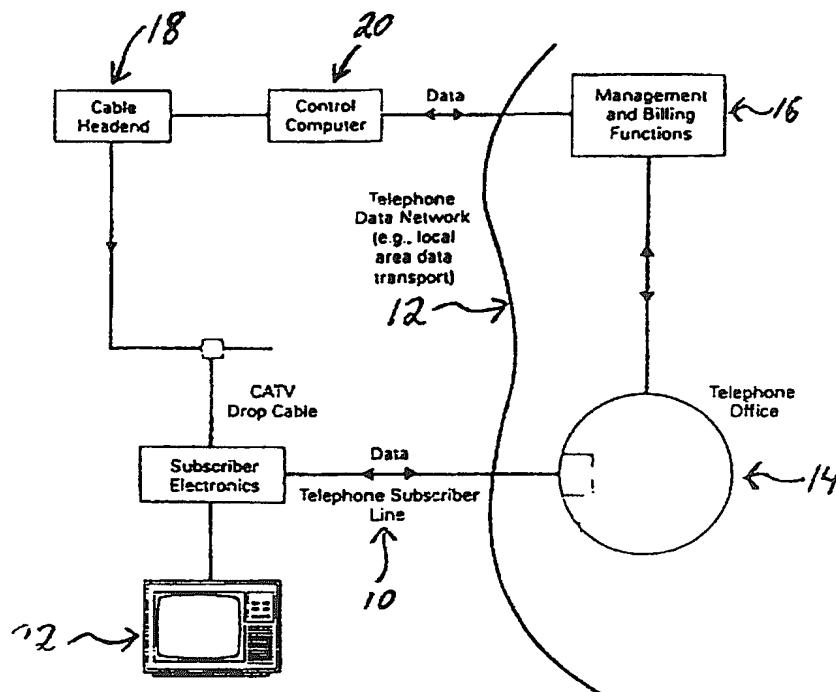 18
20
Cable
Headend
Control
Computer
Data
Management
and Billing
Functions
16
Telephone
Data Network
(e.g., local
area data
transport)
12
CATV
Drop Cable
Telephone
Office
Subscriber
Electronics
Data
Telephone Subscriber
Line
14
10